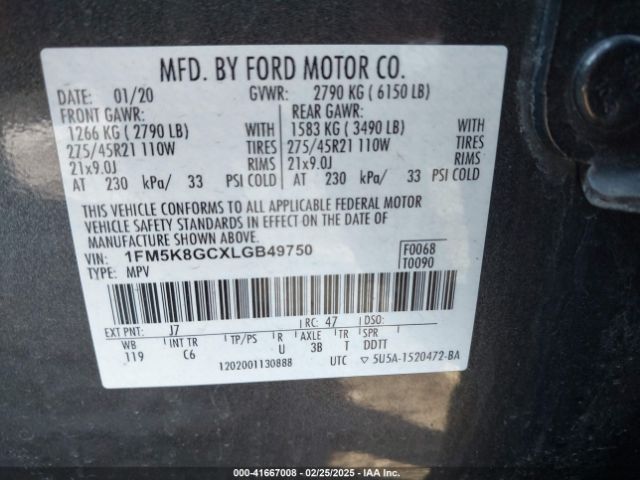 MFD. BY FORD MOTOR CO.
DATE: 01/20 GVWR: 2790 KG ( 6150 LB)
FRONT GAWR: REAR GAWR:
1266 KG ( 2790 LB) WITH 1583 KG ( 3490 LB) WITH
275/45R21 110W TIRES 275/45R21 110W TIRES
21x9.0J RIMS 21x9.0J RIMS
AT 230 kPa/ 33 PSI COLD AT 230 kPa/ 33 PSI COLD
THIS VEHICLE CONFORMS TO ALL APPLICABLE FEDERAL MOTOR
VEHICLE SAFETY STANDARDS IN EFFECT ON THE DATE OF
MANUFACTURE SHOWN ABOVE.
VIN: 1FM5K8GCXLGB49750 F0068
TYPE: MPV T0090
EXT PNT: J7 RC: 47 DSO:
WB INT TR TP/PS R AXLE TR SPR
119 C6 U 3B T DDTT
1202001130888 UTC ▽ 5U5A-1520472-BA
000-41667008 - 02/25/2025 - IAA Inc.